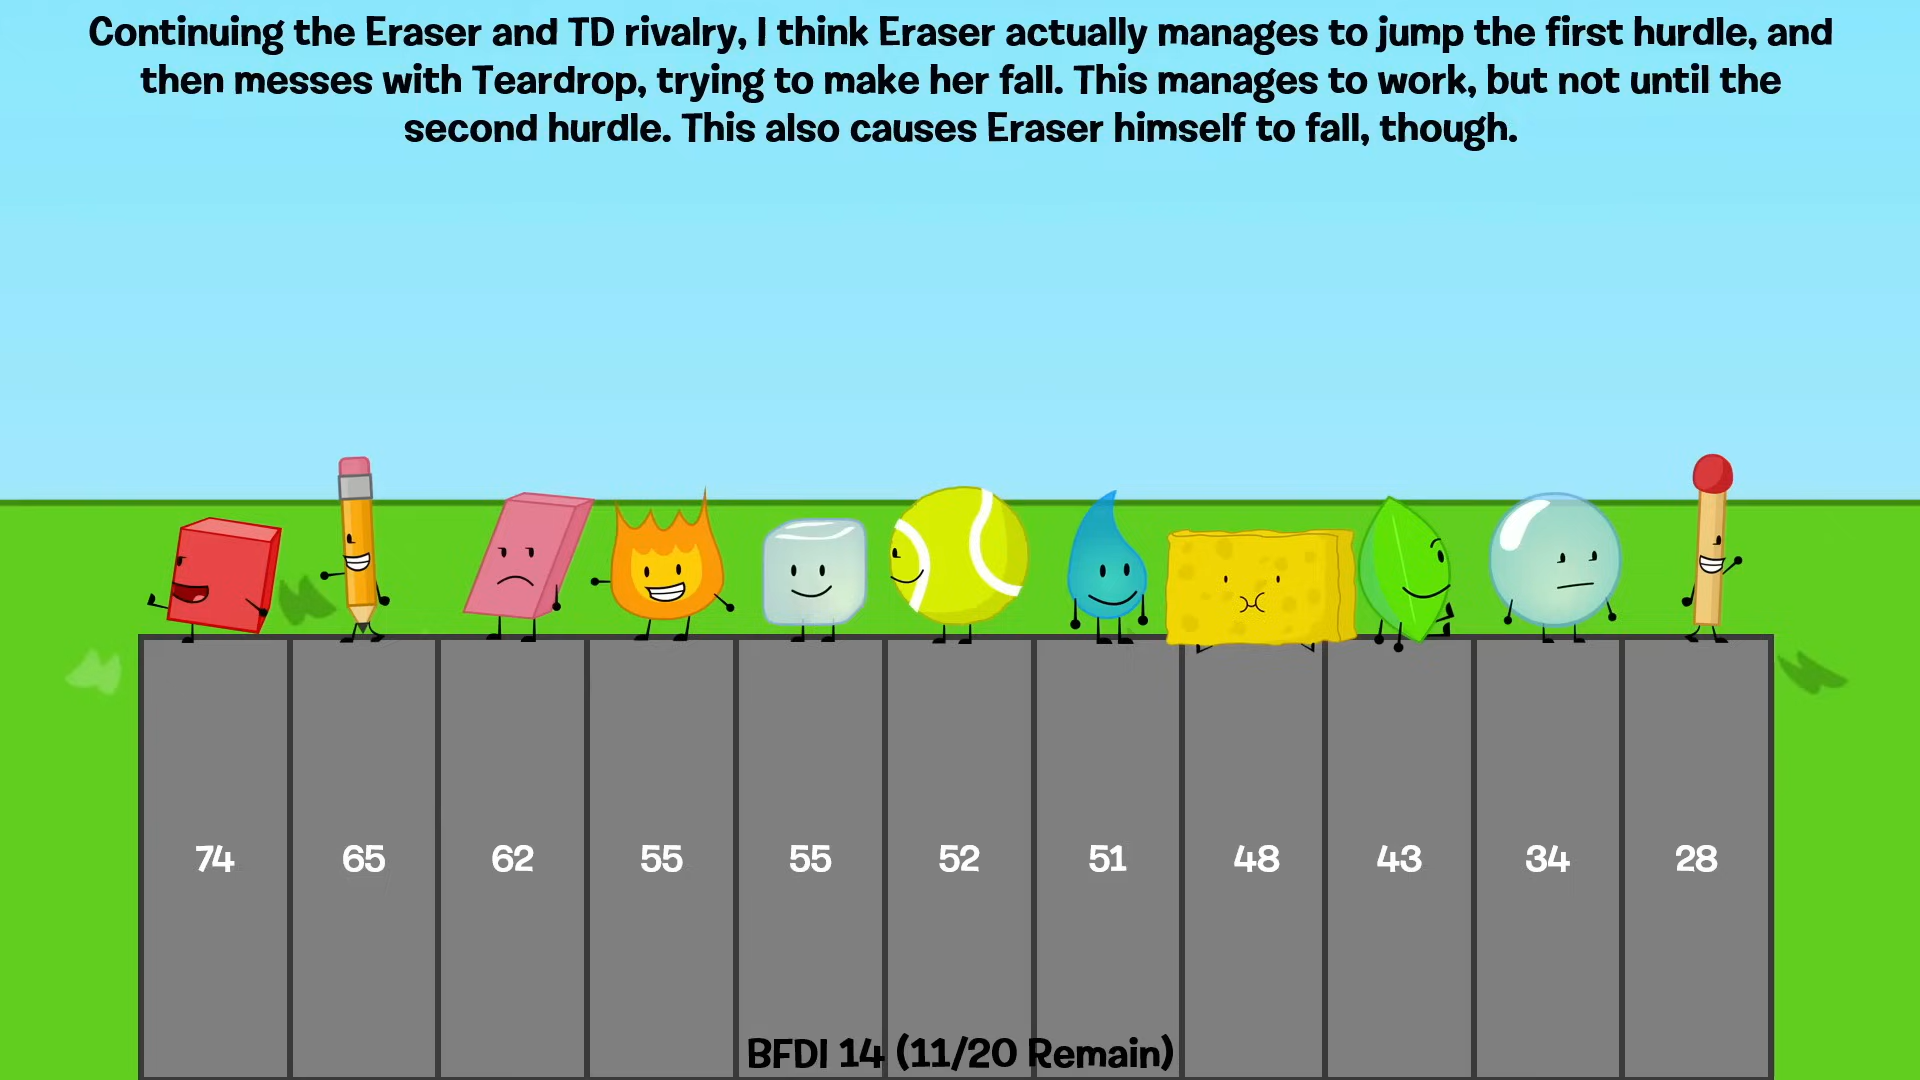 Continuing the Eraser and TD rivalry, I think Eraser actually manages to jump the first hurdle, and
then messes with Teardrop, trying to make her fall. This manages to work, but not until the
second hurdle. This also causes Eraser himself to fall, though.
74 65 62 55 55 52 51 48 43 34 28
BFDI 14 (11/20 Remain)